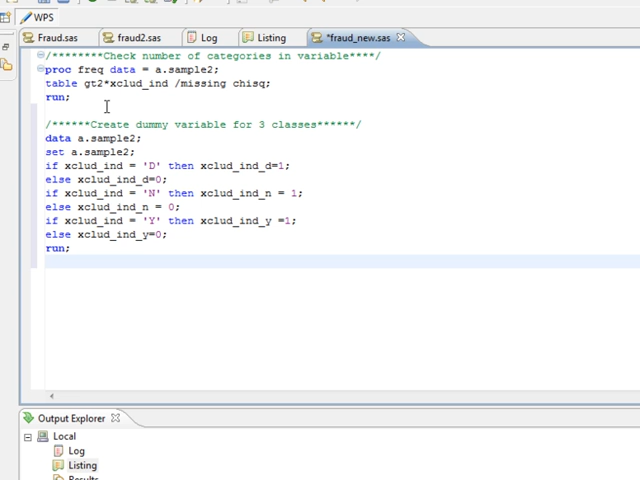 WPS
Fraud.sas fraud2.sas Log Listing *fraud_new.sas
/********Check number of categories in variable****/
proc freq data = a.sample2;
table gt2*xclud_ind /missing chisq;
run;
/******Create dummy variable for 3 classes******/
data a.sample2;
set a.sample2;
if xclud_ind = 'D' then xclud_ind_d=1;
else xclud_ind_d=0;
if xclud_ind = 'N' then xclud_ind_n = 1;
else xclud_ind_n = 0;
if xclud_ind = 'Y' then xclud_ind_y =1;
else xclud_ind_y=0;
run;
Output Explorer
Local
Log
Listing
Results